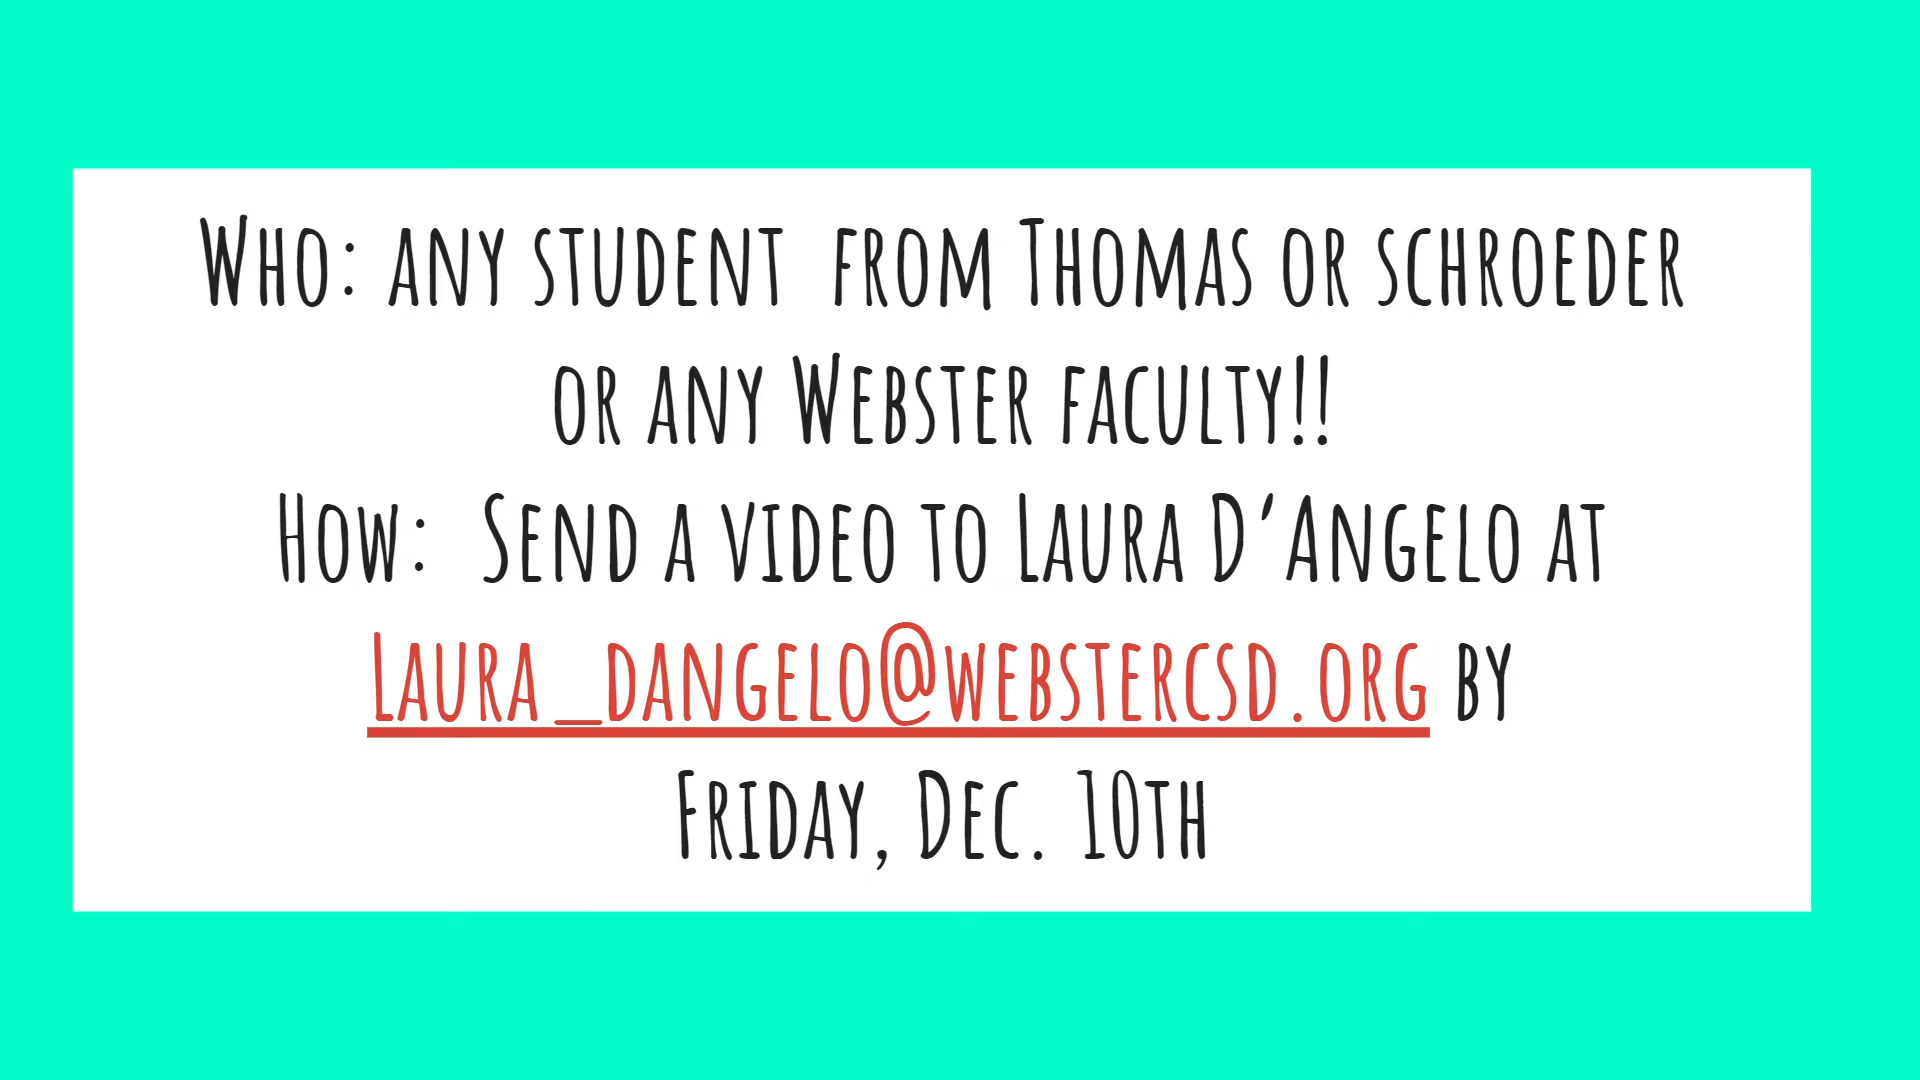 Who: any student  from Thomas or schroeder
or any Webster faculty!!
How:  Send a video to Laura D’Angelo at
Laura_dangelo@webstercsd.org by
Friday, Dec. 10th